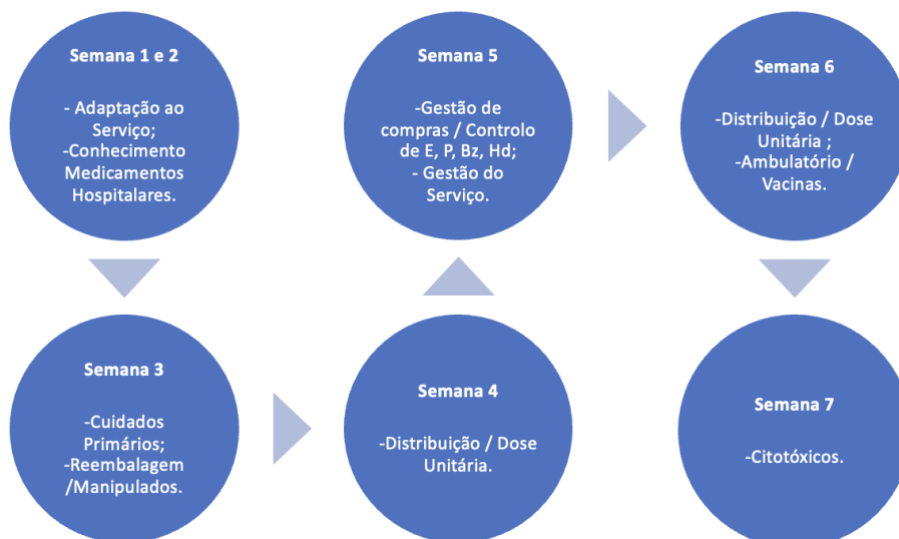 Semana 1 e 2
- Adaptação ao
Serviço;
-Conhecimento
Medicamentos
Hospitalares.
Semana 3
-Cuidados
Primários;
-Reembalagem
/Manipulados.
Semana 4
-Distribuição / Dose
Unitária.
Semana 5
-Gestão de
compras / Controlo
de E, P, Bz, Hd;
- Gestão do
Serviço.
Semana 6
-Distribuição / Dose
Unitária ;
-Ambulatório /
Vacinas.
Semana 7
-Citotóxicos.